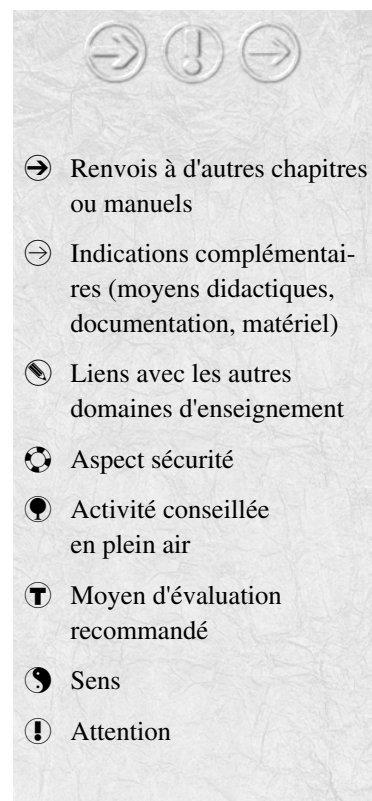 Renvois à d'autres chapitres
ou manuels
Indications complémentai-
res (moyens didactiques,
documentation, matériel)
Liens avec les autres
domaines d'enseignement
Aspect sécurité
Activité conseillée
en plein air
T Moyen d'évaluation
recommandé
Sens
! Attention